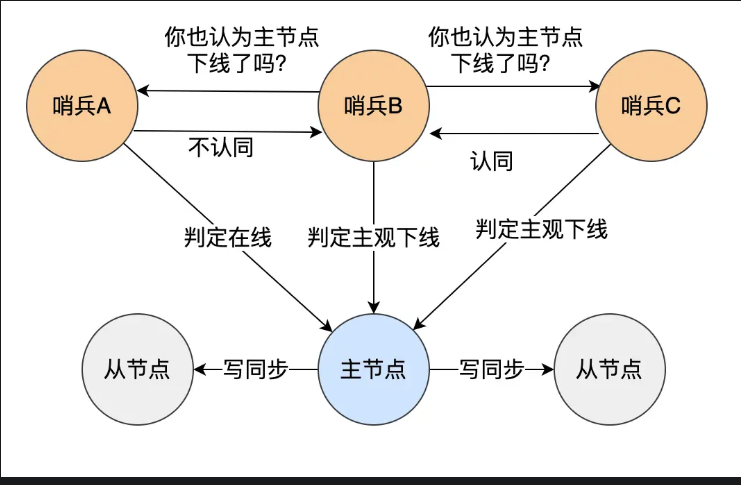 你也认为主节点
下线了吗？
你也认为主节点
下线了吗？
哨兵A
哨兵B
哨兵C
不认同
认同
判定在线
判定主观下线
判定主观下线
从节点
写同步
主节点
写同步
从节点